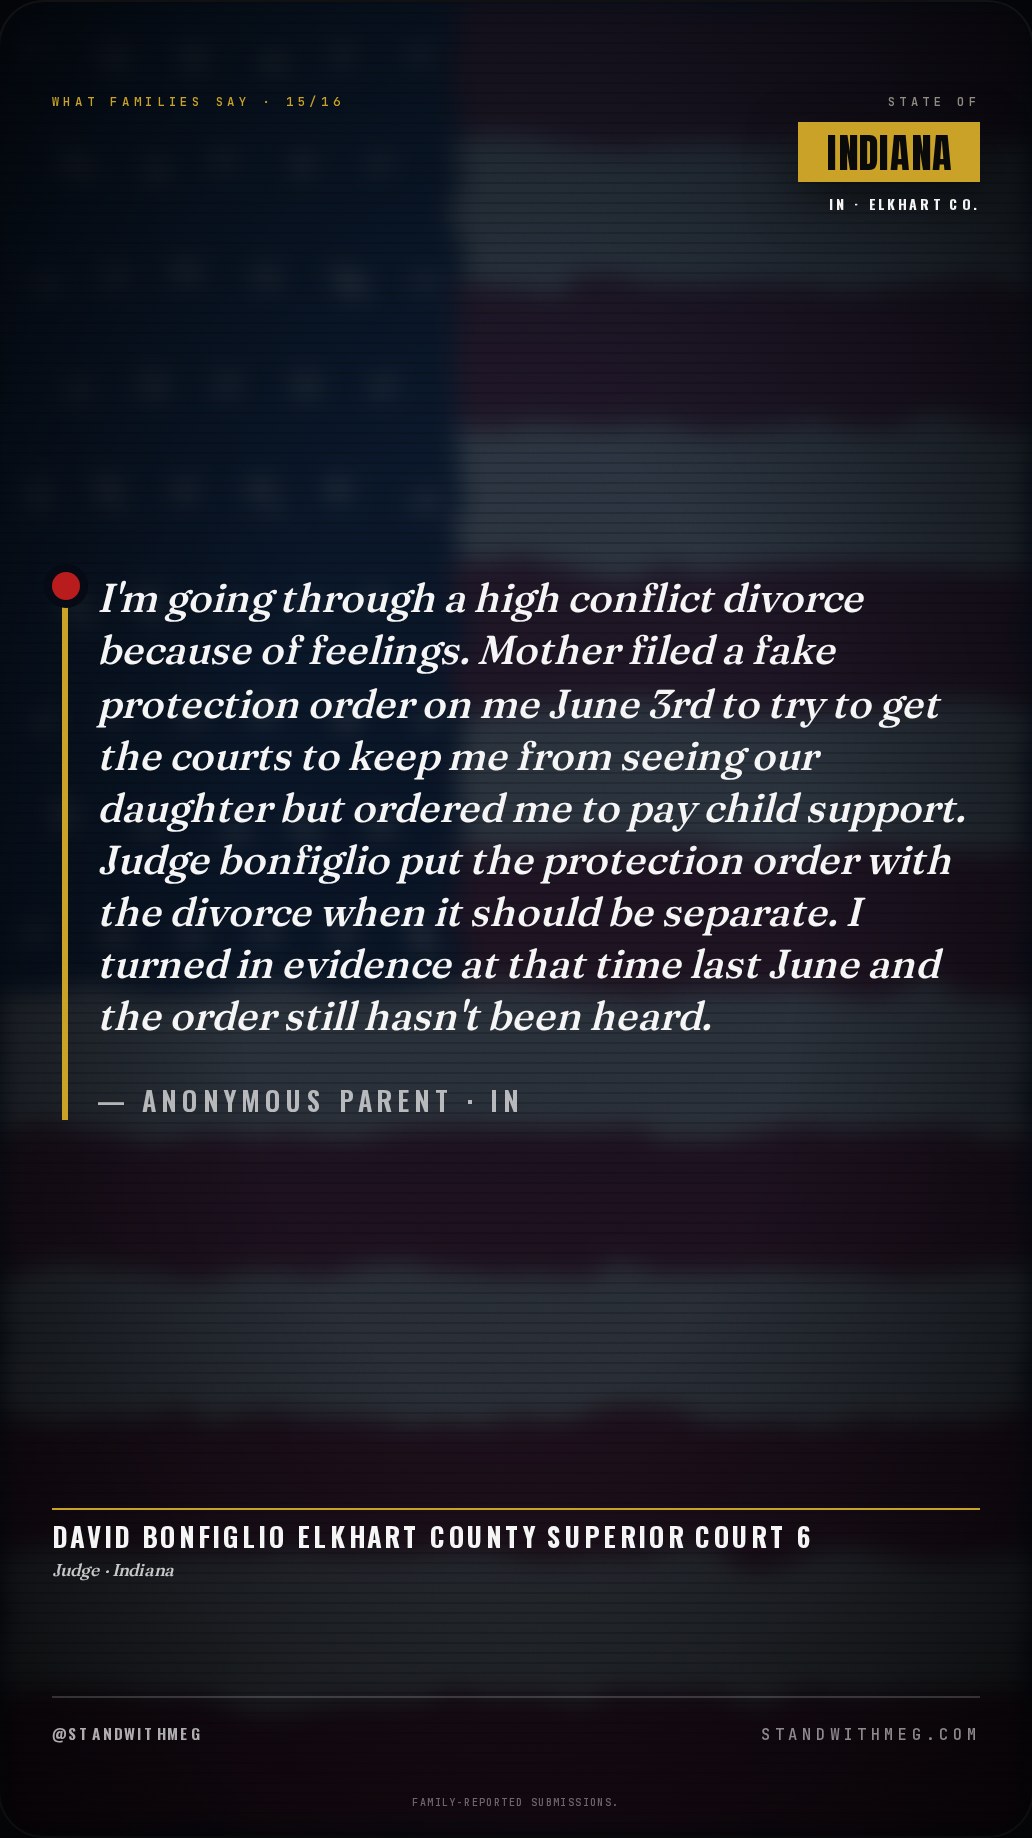 WHAT FAMILIES SAY · 15/16
STATE OF
INDIANA
IN · ELKHART CO.
I'm going through a high conflict divorce
because of feelings. Mother filed a fake
protection order on me June 3rd to try to get
the courts to keep me from seeing our
daughter but ordered me to pay child support.
Judge bonfiglio put the protection order with
the divorce when it should be separate. I
turned in evidence at that time last June and
the order still hasn't been heard.
— ANONYMOUS PARENT · IN
DAVID BONFIGLIO ELKHART COUNTY SUPERIOR COURT 6
Judge · Indiana
@STANDWITHMEG
STANDWITHMEG.COM
FAMILY-REPORTED SUBMISSIONS.